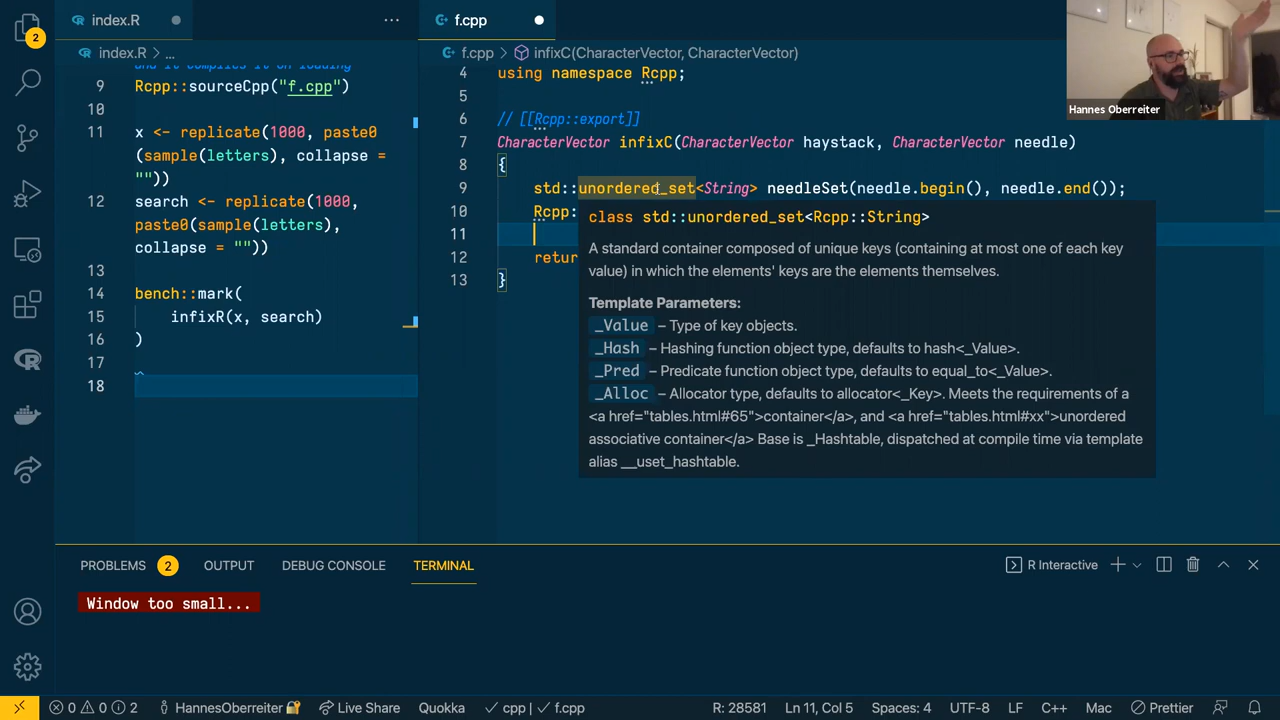 index.R
f.cpp
index.R > ...
f.cpp > infixC(CharacterVector, CharacterVector)
2
Hannes Oberreiter
9 Rcpp::sourceCpp("f.cpp")
10
11 x <- replicate(1000, paste0
(sample(letters), collapse =
""))
12 search <- replicate(1000,
paste0(sample(letters),
collapse = ""))
13
14 bench::mark(
15 infixR(x, search)
16 )
17
18
4 using namespace Rcpp;
5
6 // [[Rcpp::export]]
7 CharacterVector infixC(CharacterVector haystack, CharacterVector needle)
8 {
9 std::unordered_set<String> needleSet(needle.begin(), needle.end());
10 Rcpp:
11
12 retur
13 }
class std::unordered_set<Rcpp::String>
A standard container composed of unique keys (containing at most one of each key
value) in which the elements' keys are the elements themselves.
Template Parameters:
_Value – Type of key objects.
_Hash – Hashing function object type, defaults to hash<_Value>.
_Pred – Predicate function object type, defaults to equal_to<_Value>.
_Alloc – Allocator type, defaults to allocator<_Key>. Meets the requirements of a
<a href="tables.html#65">container</a>, and <a href="tables.html#xx">unordered
associative container</a> Base is _Hashtable, dispatched at compile time via template
alias __uset_hashtable.
PROBLEMS 2 OUTPUT DEBUG CONSOLE TERMINAL
R Interactive
Window too small...
0 0 2 HannesOberreiter Live Share Quokka cpp | f.cpp R: 28581 Ln 11, Col 5 Spaces: 4 UTF-8 LF C++ Mac Prettier